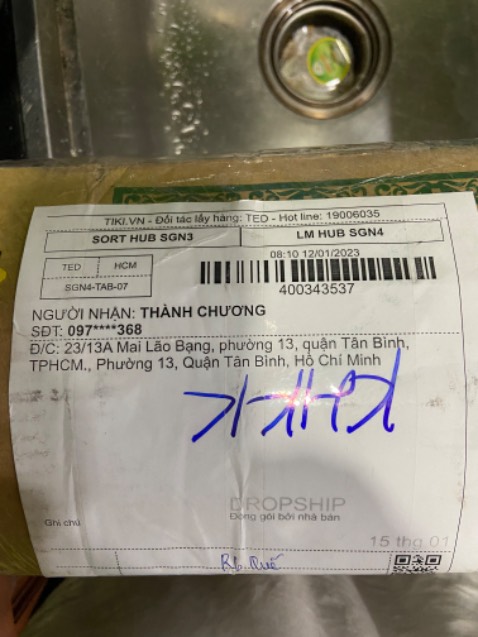 TIKI.VN - Đối tác lấy hàng: TED - Hot line: 19006035
SORT HUB SGN3 LM HUB SGN4
08:10 12/01/2023
TED HCM
SGN4-TAB-07
400343537
NGƯỜI NHẬN: THÀNH CHƯƠNG
SĐT: 097****368
Đ/C: 23/13A Mai Lão Bạng, phường 13, quận Tân Bình,
TPHCM., Phường 13, Quận Tân Bình, Hồ Chí Minh
DROPSHIP
Đóng gói bởi nhà bán
Ghi chú
15 thg.01